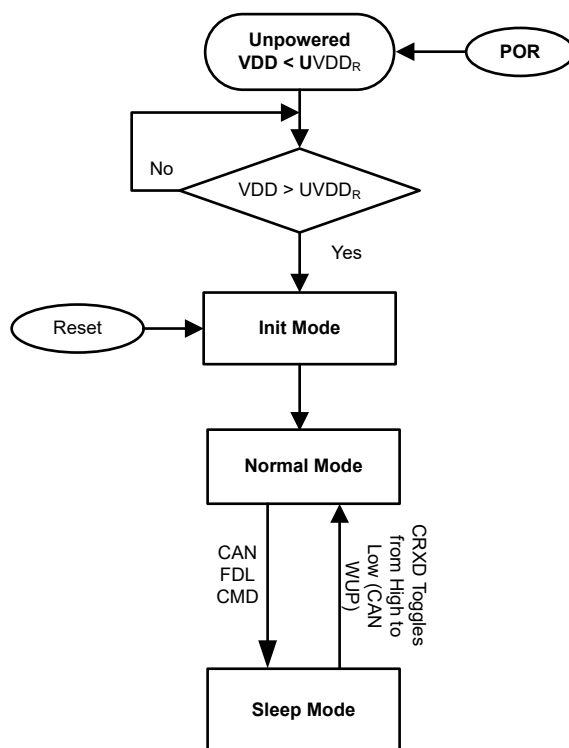 Unpowered
VDD < UVDDR
POR
No
VDD > UVDDR
Yes
Reset
Init Mode
Normal Mode
CAN
FDL
CMD
CRXD Toggles
from High to
Low (CAN
WUP)
Sleep Mode